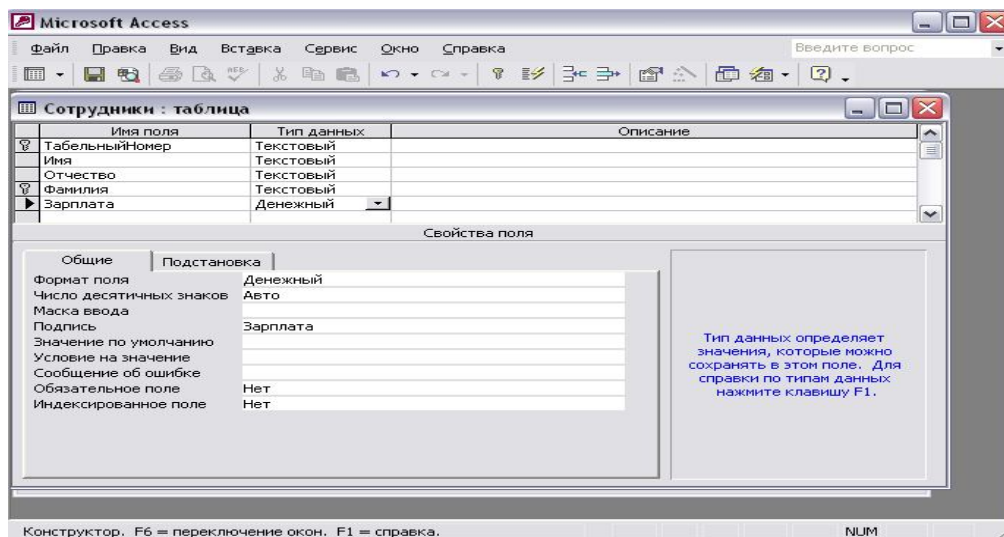 Microsoft Access
Файл Правка Вид Вставка Сервис Окно Справка Введите вопрос
Сотрудники : таблица
Имя поля Тип данных Описание
ТабельныйНомер Текстовый
Имя Текстовый
Отчество Текстовый
Фамилия Текстовый
Зарплата Денежный
Свойства поля
Общие Подстановка
Формат поля Денежный
Число десятичных знаков Авто
Маска ввода
Подпись Зарплата
Значение по умолчанию
Условие на значение
Сообщение об ошибке
Обязательное поле Нет
Индексированное поле Нет
Тип данных определяет
значения, которые можно
сохранять в этом поле. Для
справки по типам данных
нажмите клавишу F1.
Конструктор. F6 = переключение окон. F1 = справка. NUM